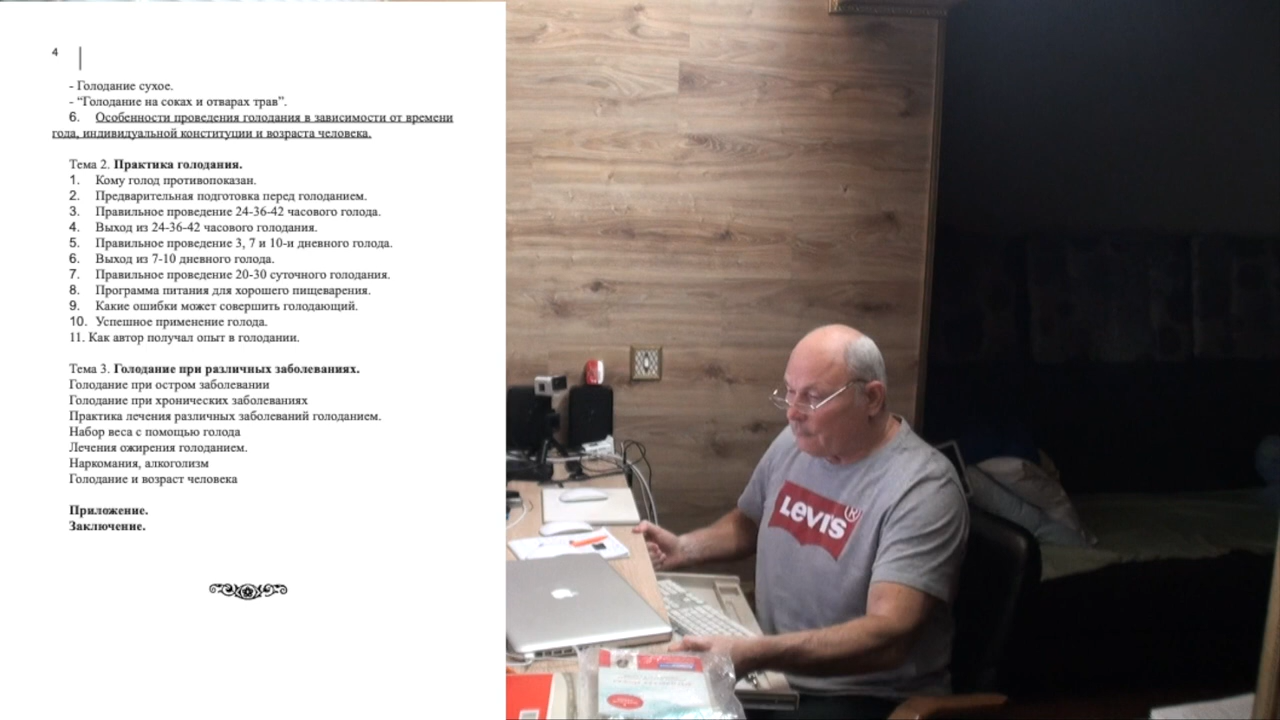 4
- Голодание сухое.
- “Голодание на соках и отварах трав”.
6. Особенности проведения голодания в зависимости от времени
года, индивидуальной конституции и возраста человека.
Тема 2. Практика голодания.
1. Кому голод противопоказан.
2. Предварительная подготовка перед голоданием.
3. Правильное проведение 24-36-42 часового голода.
4. Выход из 24-36-42 часового голодания.
5. Правильное проведение 3, 7 и 10-и дневного голода.
6. Выход из 7-10 дневного голода.
7. Правильное проведение 20-30 суточного голодания.
8. Программа питания для хорошего пищеварения.
9. Какие ошибки может совершить голодающий.
10. Успешное применение голода.
11. Как автор получал опыт в голодании.
Тема 3. Голодание при различных заболеваниях.
Голодание при остром заболевании
Голодание при хронических заболеваниях
Практика лечения различных заболеваний голоданием.
Набор веса с помощью голода
Лечения ожирения голоданием.
Наркомания, алкоголизм
Голодание и возраст человека
Приложение.
Заключение.
Levi's ®